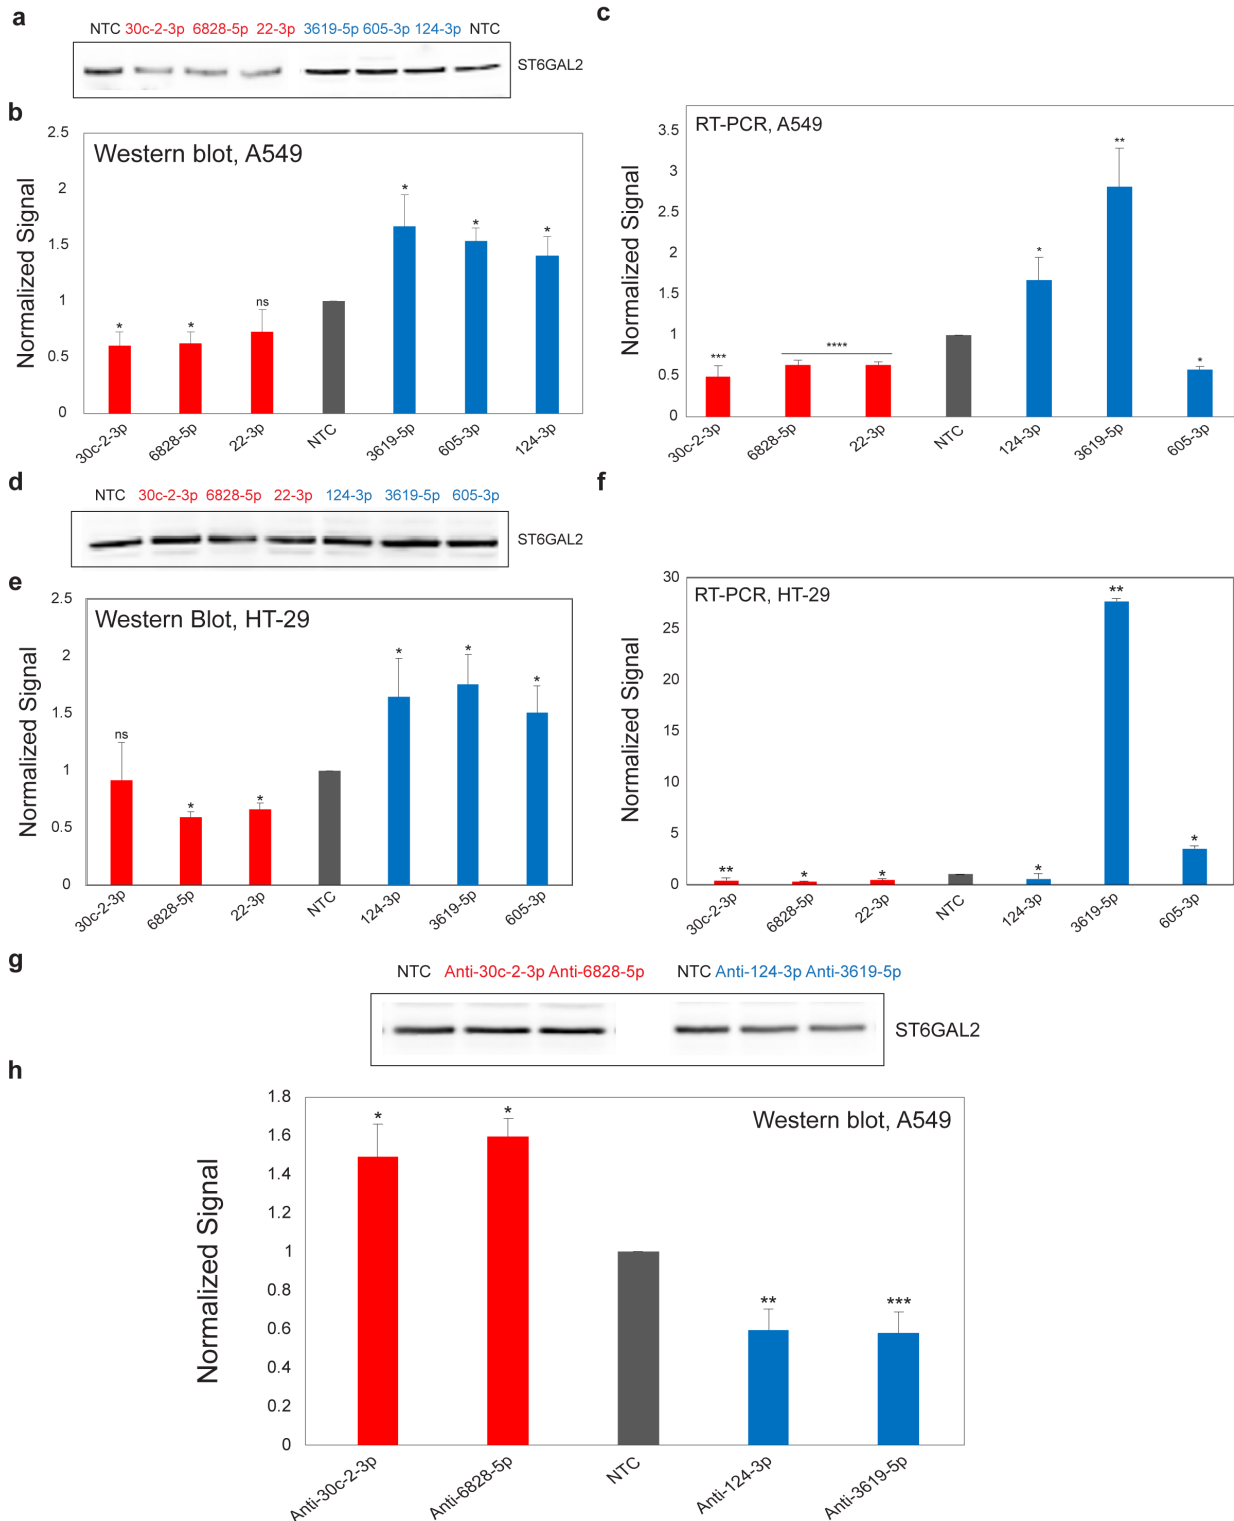 a
NTC 30c-2-3p 6828-5p 22-3p 3619-5p 605-3p 124-3p NTC
ST6GAL2
b
2.5
2
1.5
1
0.5
0
Normalized Signal
Western blot, A549
* * ns * * *
30c-2-3p 6828-5p 22-3p NTC 3619-5p 605-3p 124-3p
c
3.5
3
2.5
2
1.5
1
0.5
0
Normalized Signal
RT-PCR, A549
*** **** * ** *
30c-2-3p 6828-5p 22-3p NTC 124-3p 3619-5p 605-3p
d
NTC 30c-2-3p 6828-5p 22-3p 124-3p 3619-5p 605-3p
ST6GAL2
e
2.5
2
1.5
1
0.5
0
Normalized Signal
Western Blot, HT-29
ns * * * * *
30c-2-3p 6828-5p 22-3p NTC 124-3p 3619-5p 605-3p
f
30
25
20
15
10
5
0
Normalized Signal
RT-PCR, HT-29
** * * * ** *
30c-2-3p 6828-5p 22-3p NTC 124-3p 3619-5p 605-3p
g
NTC Anti-30c-2-3p Anti-6828-5p NTC Anti-124-3p Anti-3619-5p
ST6GAL2
h
1.8
1.6
1.4
1.2
1
0.8
0.6
0.4
0.2
0
Normalized Signal
Western blot, A549
* * ** ***
Anti-30c-2-3p Anti-6828-5p NTC Anti-124-3p Anti-3619-5p